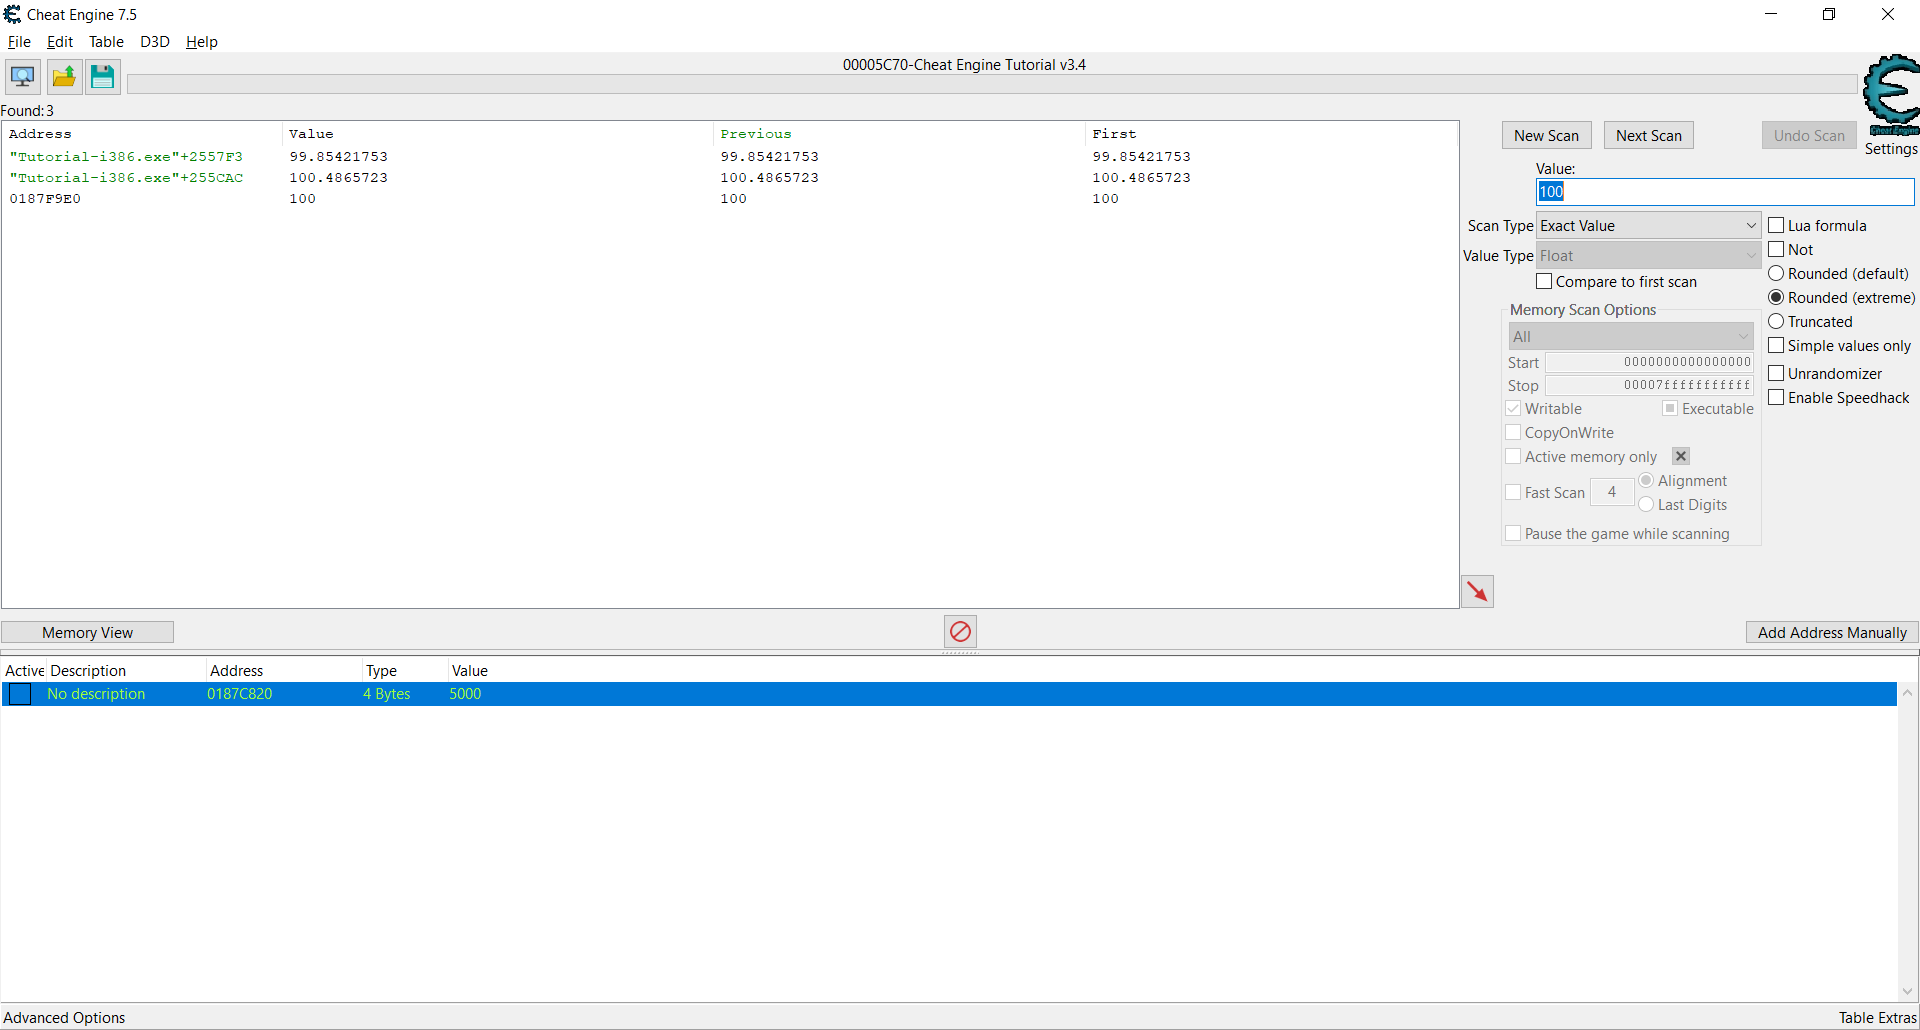 Cheat Engine 7.5
File Edit Table D3D Help
00005C70-Cheat Engine Tutorial v3.4
Found:3
Address Value Previous First
"Tutorial-i386.exe"+2557F3 99.85421753 99.85421753 99.85421753
"Tutorial-i386.exe"+255CAC 100.4865723 100.4865723 100.4865723
0187F9E0 100 100 100
New Scan Next Scan Undo Scan
Cheat Engine
Settings
Value:
100
Scan Type Exact Value
Value Type Float
Compare to first scan
Lua formula
Not
Rounded (default)
Rounded (extreme)
Truncated
Simple values only
Unrandomizer
Enable Speedhack
Memory Scan Options
All
Start 0000000000000000
Stop 00007fffffffffff
Writable Executable
CopyOnWrite
Active memory only
Fast Scan 4 Alignment
Last Digits
Pause the game while scanning
Memory View Add Address Manually
Active Description Address Type Value
No description 0187C820 4 Bytes 5000
Advanced Options Table Extras